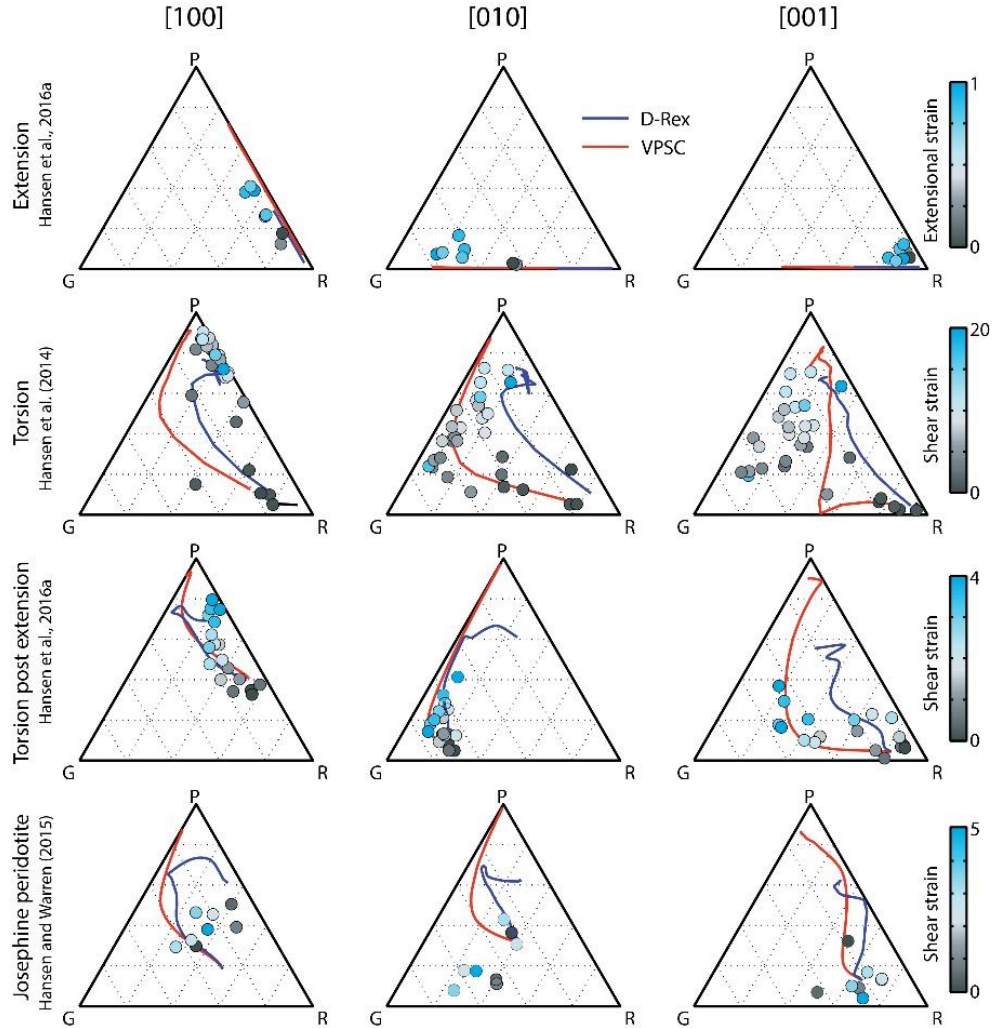 [100] [010] [001]
Extension
Hansen et al., 2016a
P
G R
P
G R
D-Rex
VPSC
P
G R
1
Extensional strain
0
Torsion
Hansen et al. (2014)
P
G R
P
G R
P
G R
20
Shear strain
0
Torsion post extension
Hansen et al., 2016a
P
G R
P
G R
P
G R
4
Shear strain
0
Josephine peridotite
Hansen and Warren (2015)
P
G R
P
G R
P
G R
5
Shear strain
0